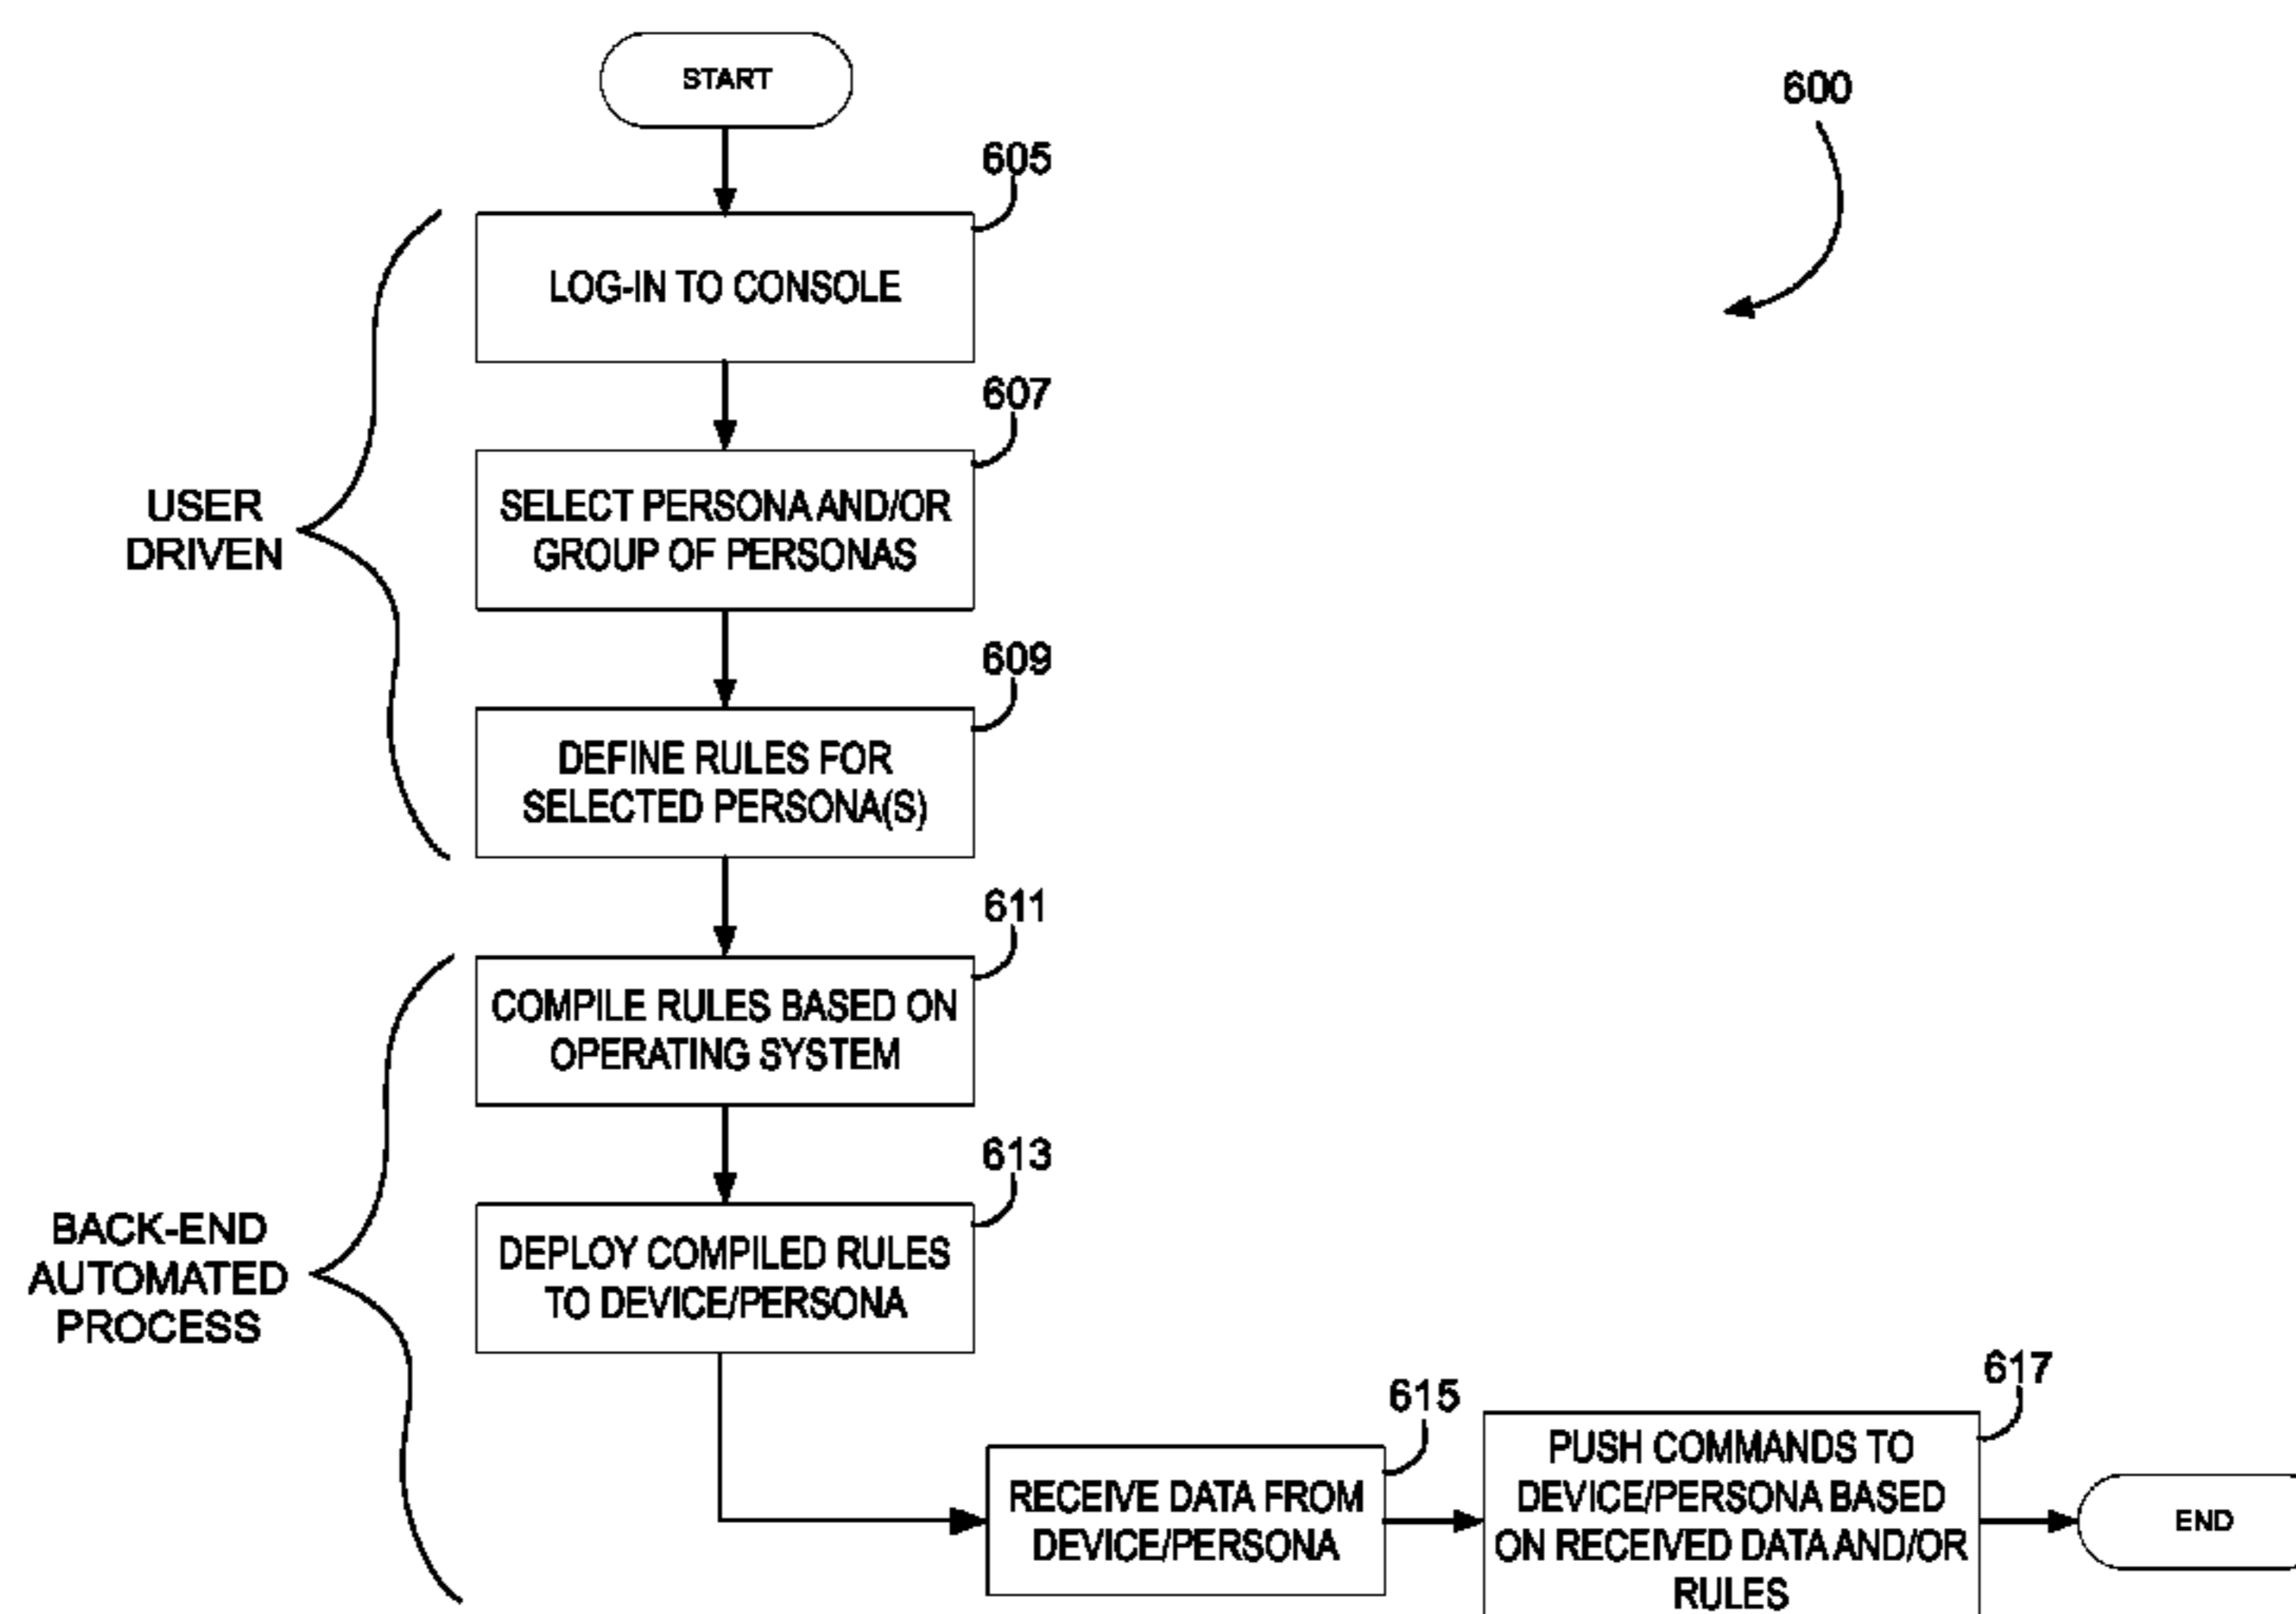 START
600
605
LOG-IN TO CONSOLE
607
SELECT PERSONA AND/OR
GROUP OF PERSONAS
USER
DRIVEN
609
DEFINE RULES FOR
SELECTED PERSONA(S)
611
COMPILE RULES BASED ON
OPERATING SYSTEM
613
DEPLOY COMPILED RULES
TO DEVICE/PERSONA
BACK-END
AUTOMATED
PROCESS
615
RECEIVE DATA FROM
DEVICE/PERSONA
617
PUSH COMMANDS TO
DEVICE/PERSONA BASED
ON RECEIVED DATA AND/OR
RULES
END